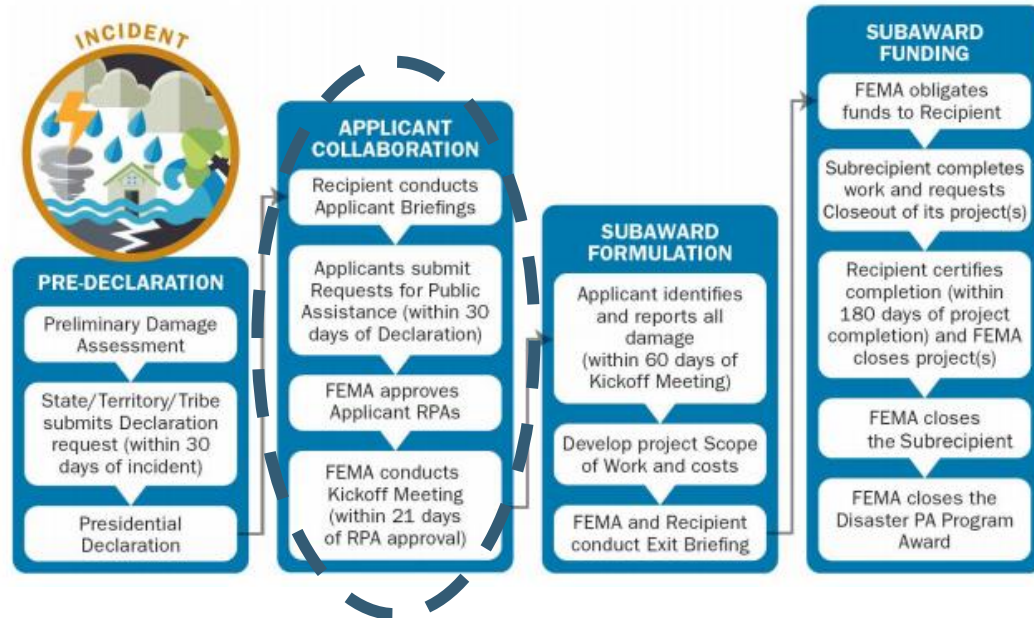 INCIDENT
PRE-DECLARATION
Preliminary Damage
Assessment
State/Territory/Tribe
submits Declaration
request (within 30
days of incident)
Presidential
Declaration
APPLICANT
COLLABORATION
Recipient conducts
Applicant Briefings
Applicants submit
Requests for Public
Assistance (within 30
days of Declaration)
FEMA approves
Applicant RPAs
FEMA conducts
Kickoff Meeting
(within 21 days
of RPA approval)
SUBAWARD
FORMULATION
Applicant identifies
and reports all
damage
(within 60 days of
Kickoff Meeting)
Develop project Scope
of Work and costs
FEMA and Recipient
conduct Exit Briefing
SUBAWARD
FUNDING
FEMA obligates
funds to Recipient
Subrecipient completes
work and requests
Closeout of its project(s)
Recipient certifies
completion (within
180 days of project
completion) and FEMA
closes project(s)
FEMA closes
the Subrecipient
FEMA closes the
Disaster PA Program
Award